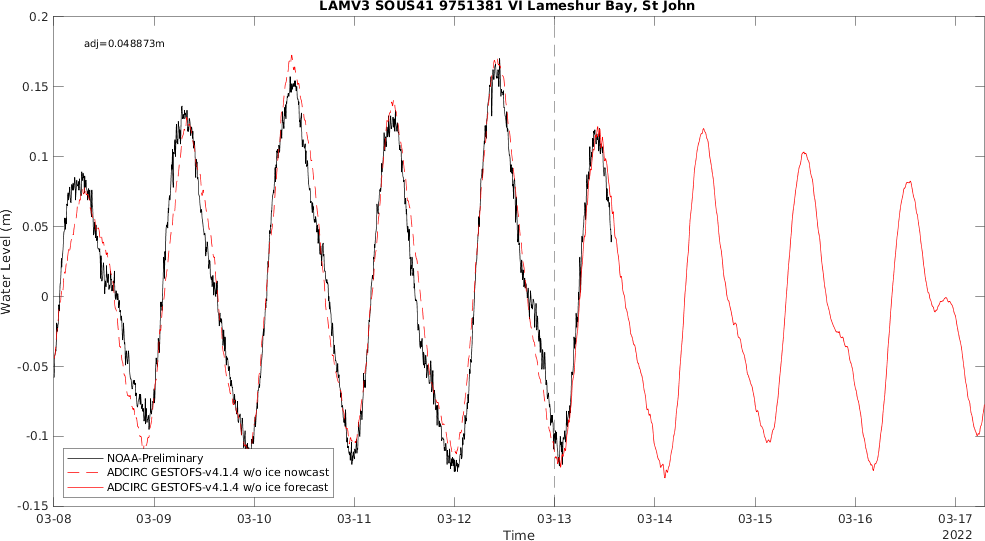 LAMV3 SOUS41 9751381 VI Lameshur Bay, St John
adj=0.048873m
0.2
0.15
0.1
0.05
0
-0.05
-0.1
-0.15
Water Level (m)
NOAA-Preliminary
ADCIRC GESTOFS-v4.1.4 w/o ice nowcast
ADCIRC GESTOFS-v4.1.4 w/o ice forecast
03-08 03-09 03-10 03-11 03-12 03-13 03-14 03-15 03-16 03-17
Time
2022